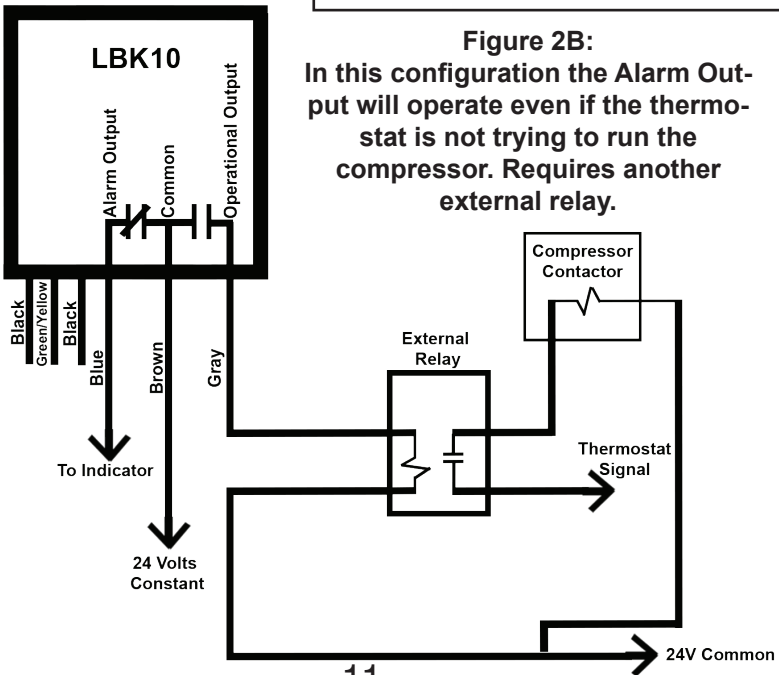 LBK10
Figure 2B:
In this configuration the Alarm Out-
put will operate even if the thermo-
stat is not trying to run the
compressor. Requires another
external relay.
Alarm Output
Common
Operational Output
Black
Green/Yellow
Black
Blue
Brown
Gray
To Indicator
24 Volts
Constant
External
Relay
Compressor
Contactor
Thermostat
Signal
24V Common
11